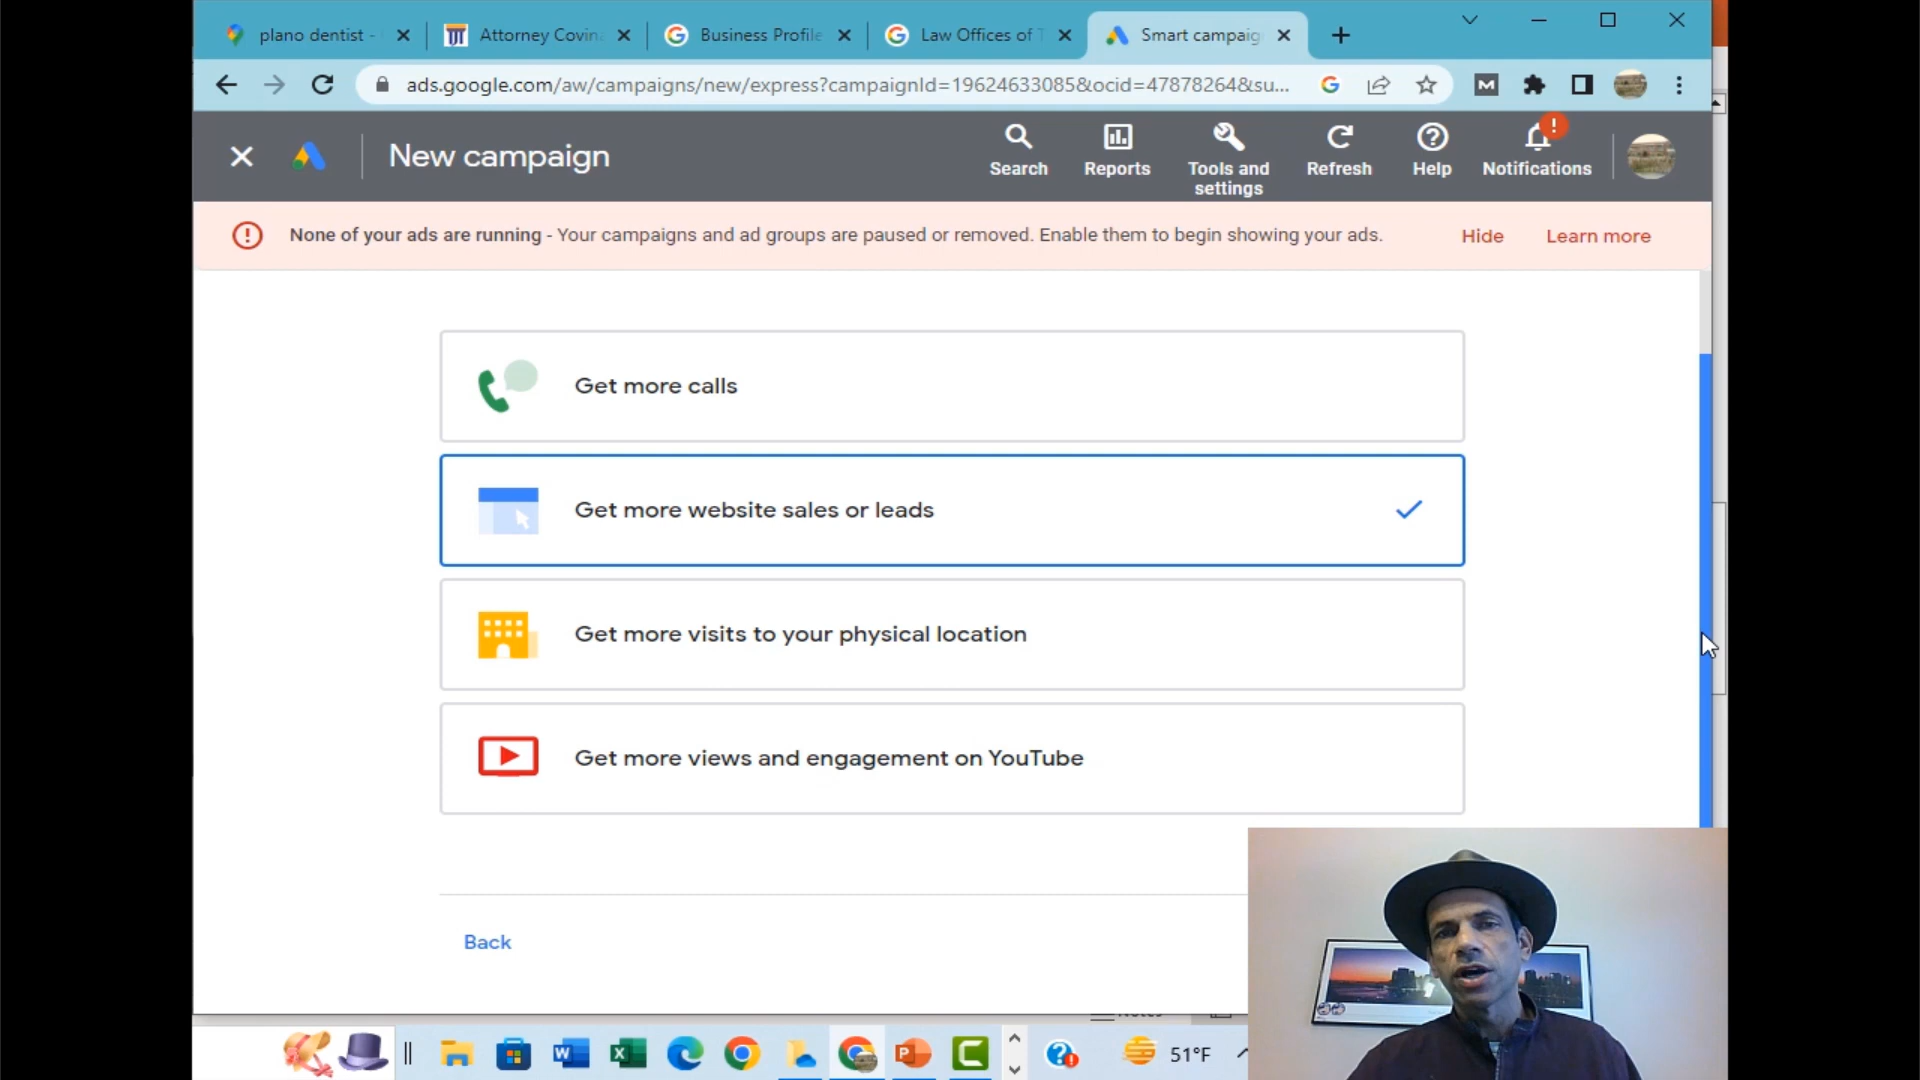 plano dentist -
Attorney Covin
Business Profile
Law Offices of T
Smart campaig
ads.google.com/aw/campaigns/new/express?campaignId=19624633085&ocid=47878264&su...
New campaign
Search
Reports
Tools and settings
Refresh
Help
Notifications
None of your ads are running - Your campaigns and ad groups are paused or removed. Enable them to begin showing your ads.
Hide
Learn more
Get more calls
Get more website sales or leads
Get more visits to your physical location
Get more views and engagement on YouTube
Back
51°F